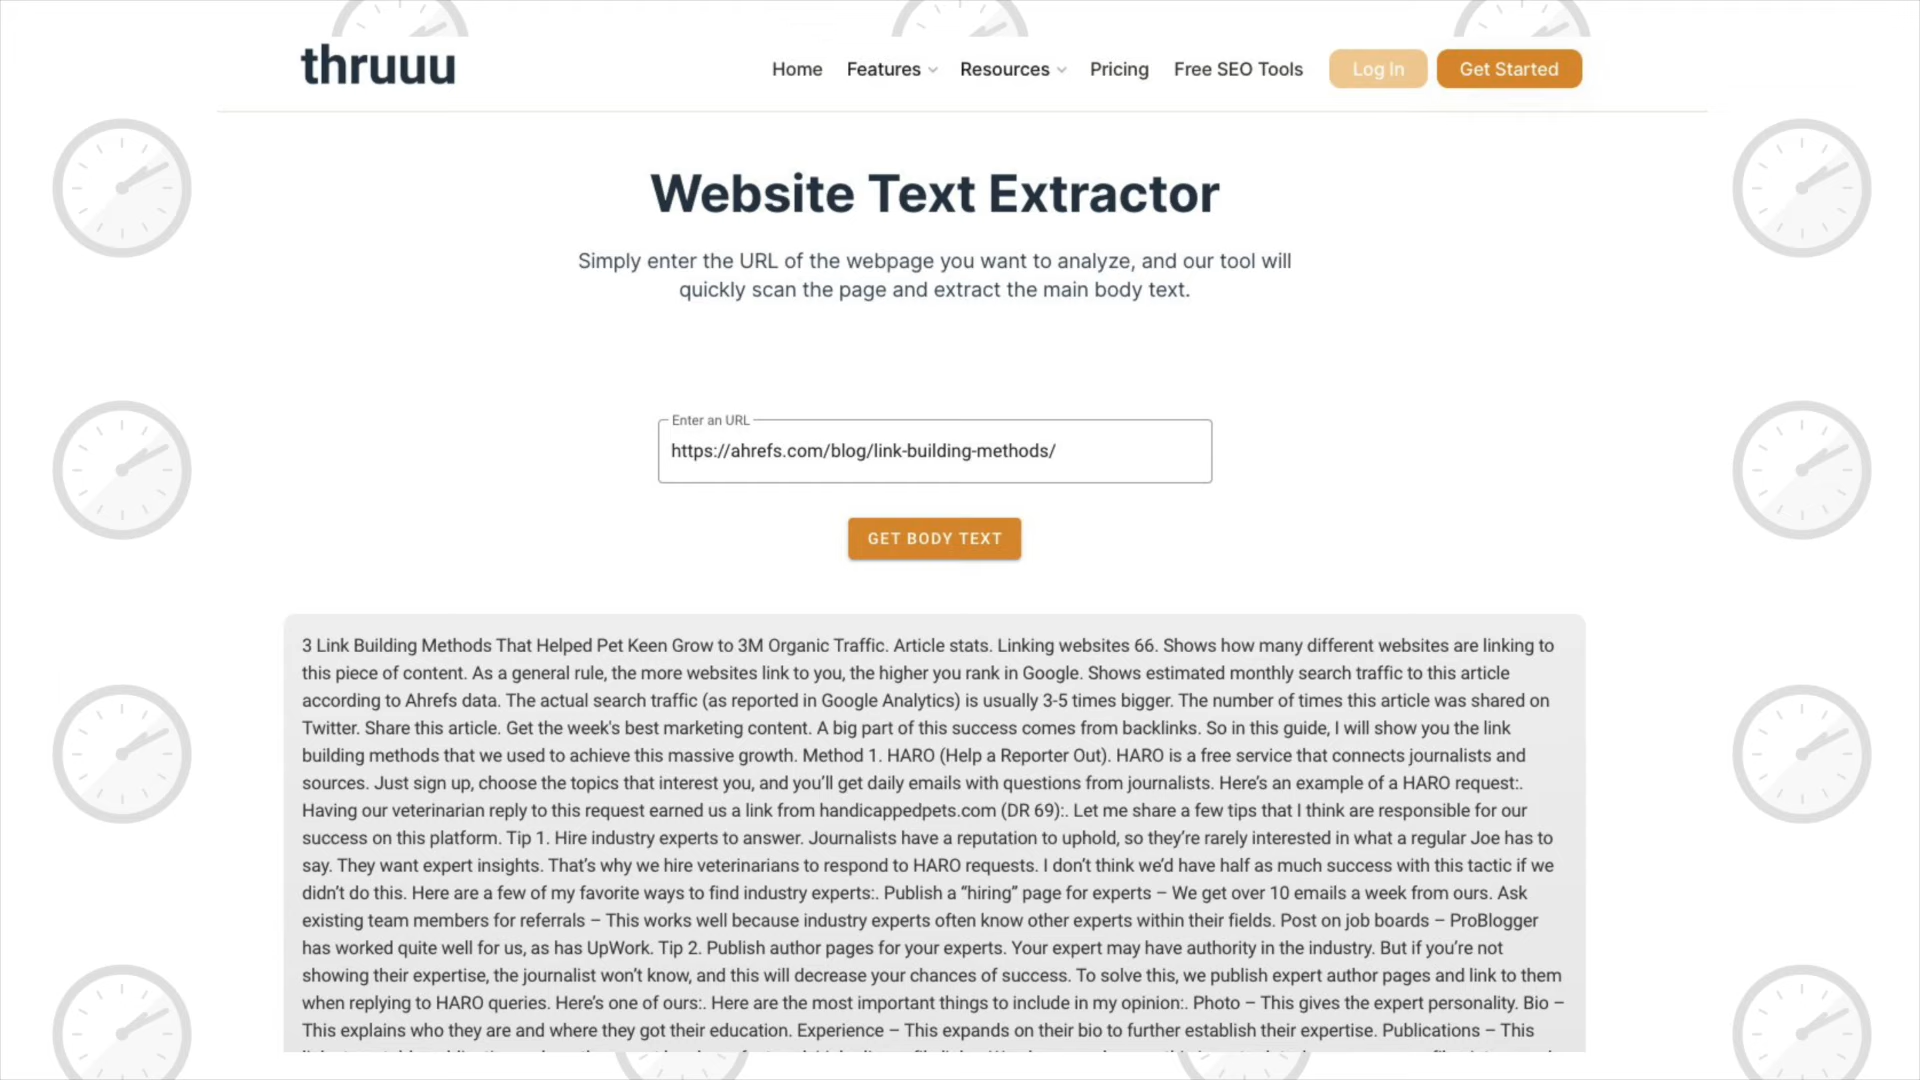 thruuu
Home Features Resources Pricing Free SEO Tools Log In Get Started
Website Text Extractor
Simply enter the URL of the webpage you want to analyze, and our tool will
quickly scan the page and extract the main body text.
Enter an URL
https://ahrefs.com/blog/link-building-methods/
GET BODY TEXT
3 Link Building Methods That Helped Pet Keen Grow to 3M Organic Traffic. Article stats. Linking websites 66. Shows how many different websites are linking to
this piece of content. As a general rule, the more websites link to you, the higher you rank in Google. Shows estimated monthly search traffic to this article
according to Ahrefs data. The actual search traffic (as reported in Google Analytics) is usually 3-5 times bigger. The number of times this article was shared on
Twitter. Share this article. Get the week's best marketing content. A big part of this success comes from backlinks. So in this guide, I will show you the link
building methods that we used to achieve this massive growth. Method 1. HARO (Help a Reporter Out). HARO is a free service that connects journalists and
sources. Just sign up, choose the topics that interest you, and you’ll get daily emails with questions from journalists. Here’s an example of a HARO request:.
Having our veterinarian reply to this request earned us a link from handicappedpets.com (DR 69):. Let me share a few tips that I think are responsible for our
success on this platform. Tip 1. Hire industry experts to answer. Journalists have a reputation to uphold, so they’re rarely interested in what a regular Joe has to
say. They want expert insights. That’s why we hire veterinarians to respond to HARO requests. I don’t think we’d have half as much success with this tactic if we
didn’t do this. Here are a few of my favorite ways to find industry experts:. Publish a “hiring” page for experts – We get over 10 emails a week from ours. Ask
existing team members for referrals – This works well because industry experts often know other experts within their fields. Post on job boards – ProBlogger
has worked quite well for us, as has UpWork. Tip 2. Publish author pages for your experts. Your expert may have authority in the industry. But if you’re not
showing their expertise, the journalist won’t know, and this will decrease your chances of success. To solve this, we publish expert author pages and link to them
when replying to HARO queries. Here’s one of ours:. Here are the most important things to include in my opinion:. Photo – This gives the expert personality. Bio –
This explains who they are and where they got their education. Experience – This expands on their bio to further establish their expertise. Publications – This